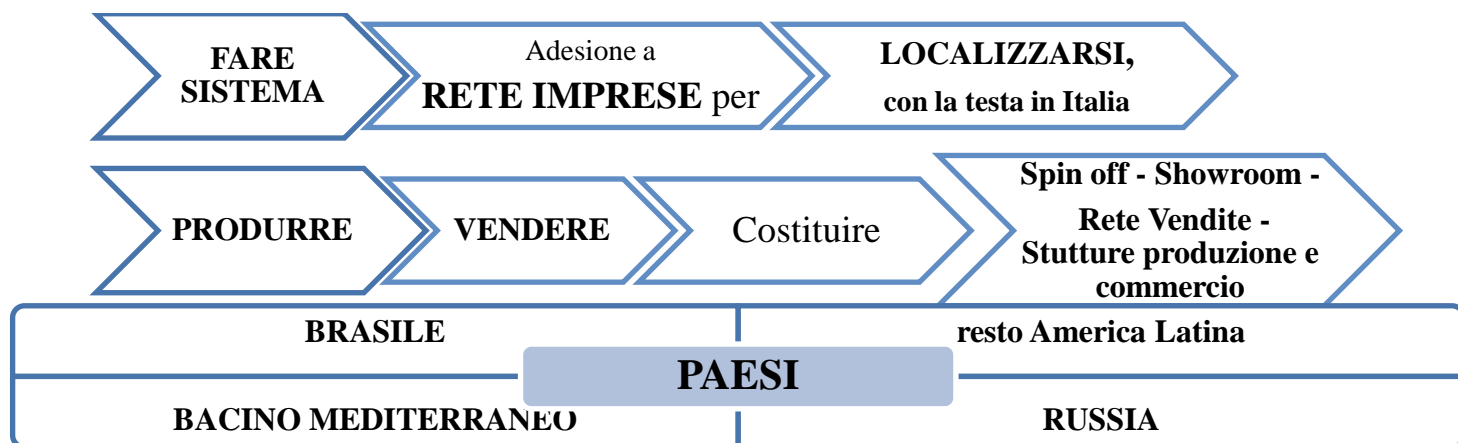 FARE
SISTEMA
Adesione a
RETE IMPRESE per
LOCALIZZARSI,
con la testa in Italia
PRODURRE
VENDERE
Costituire
Spin off - Showroom -
Rete Vendite -
Stutture produzione e
commercio
BRASILE
resto America Latina
PAESI
BACINO MEDITERRANEO
RUSSIA